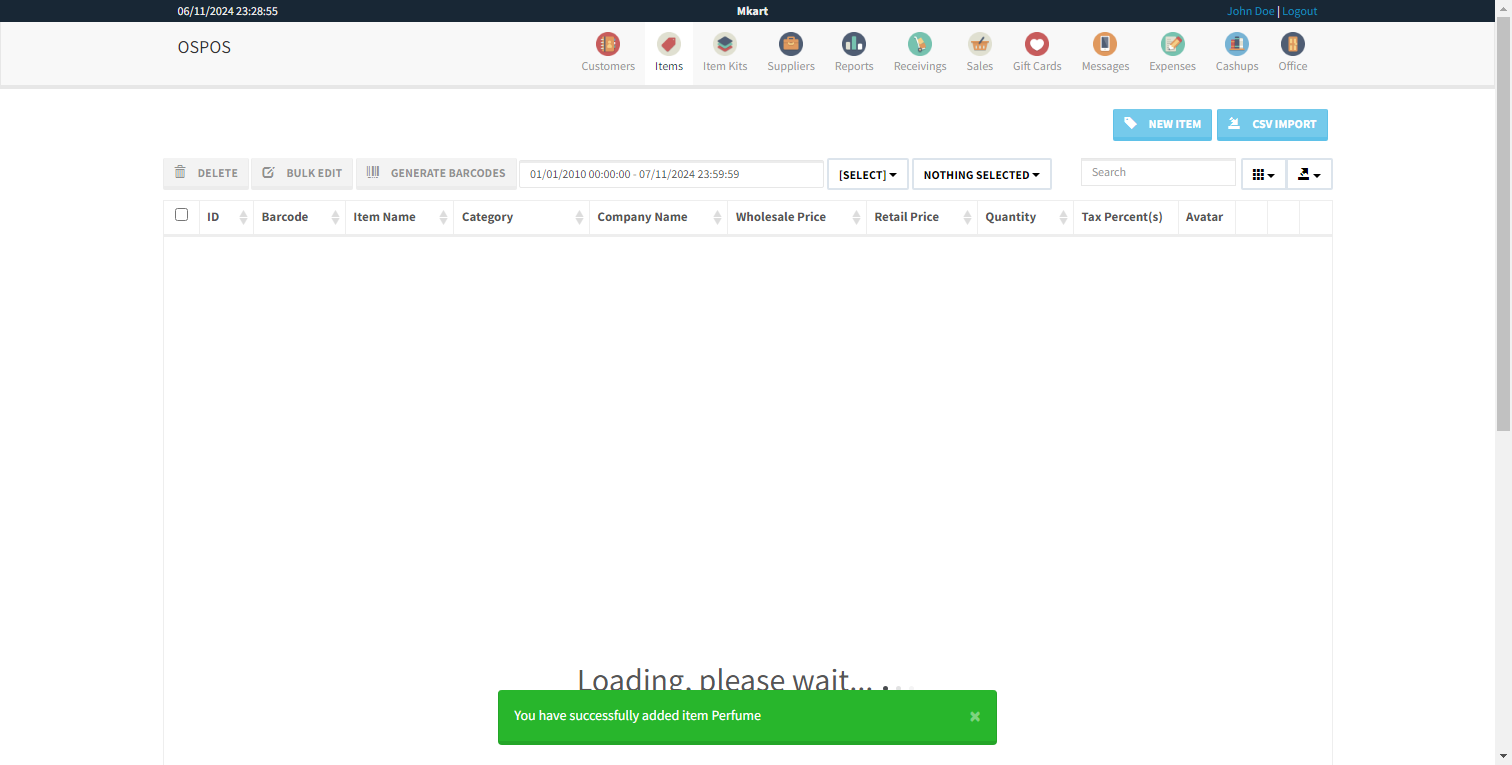 06/11/2024 23:28:55 Mkart John Doe | Logout
OSPOS
Customers Items Item Kits Suppliers Reports Receivings Sales Gift Cards Messages Expenses Cashups Office
NEW ITEM CSV IMPORT
DELETE BULK EDIT GENERATE BARCODES 01/01/2010 00:00:00 - 07/11/2024 23:59:59 [SELECT] NOTHING SELECTED Search
ID Barcode Item Name Category Company Name Wholesale Price Retail Price Quantity Tax Percent(s) Avatar
Loading, please wait...
You have successfully added item Perfume ×